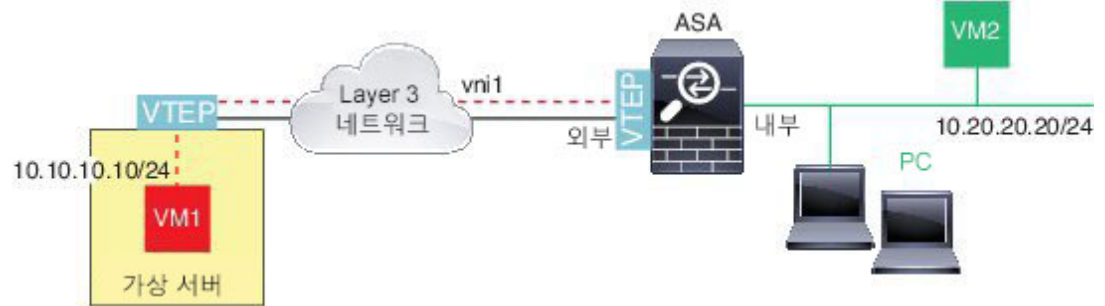 ASA
VM2
VTEP
Layer 3
네트워크
vni1
외부
VTEP
내부
10.20.20.20/24
10.10.10.10/24
PC
VM1
가상 서버